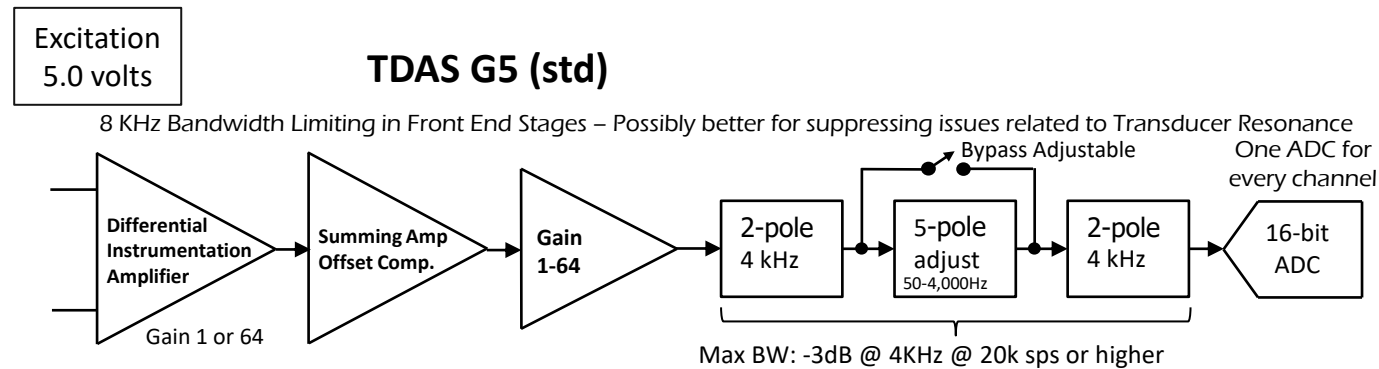 Excitation
5.0 volts
TDAS G5 (std)
8 KHz Bandwidth Limiting in Front End Stages – Possibly better for suppressing issues related to Transducer Resonance
Bypass Adjustable
One ADC for
every channel
Differential
Instrumentation
Amplifier
Gain 1 or 64
Summing Amp
Offset Comp.
Gain
1-64
2-pole
4 kHz
5-pole
adjust
50-4,000Hz
2-pole
4 kHz
16-bit
ADC
Max BW: -3dB @ 4KHz @ 20k sps or higher